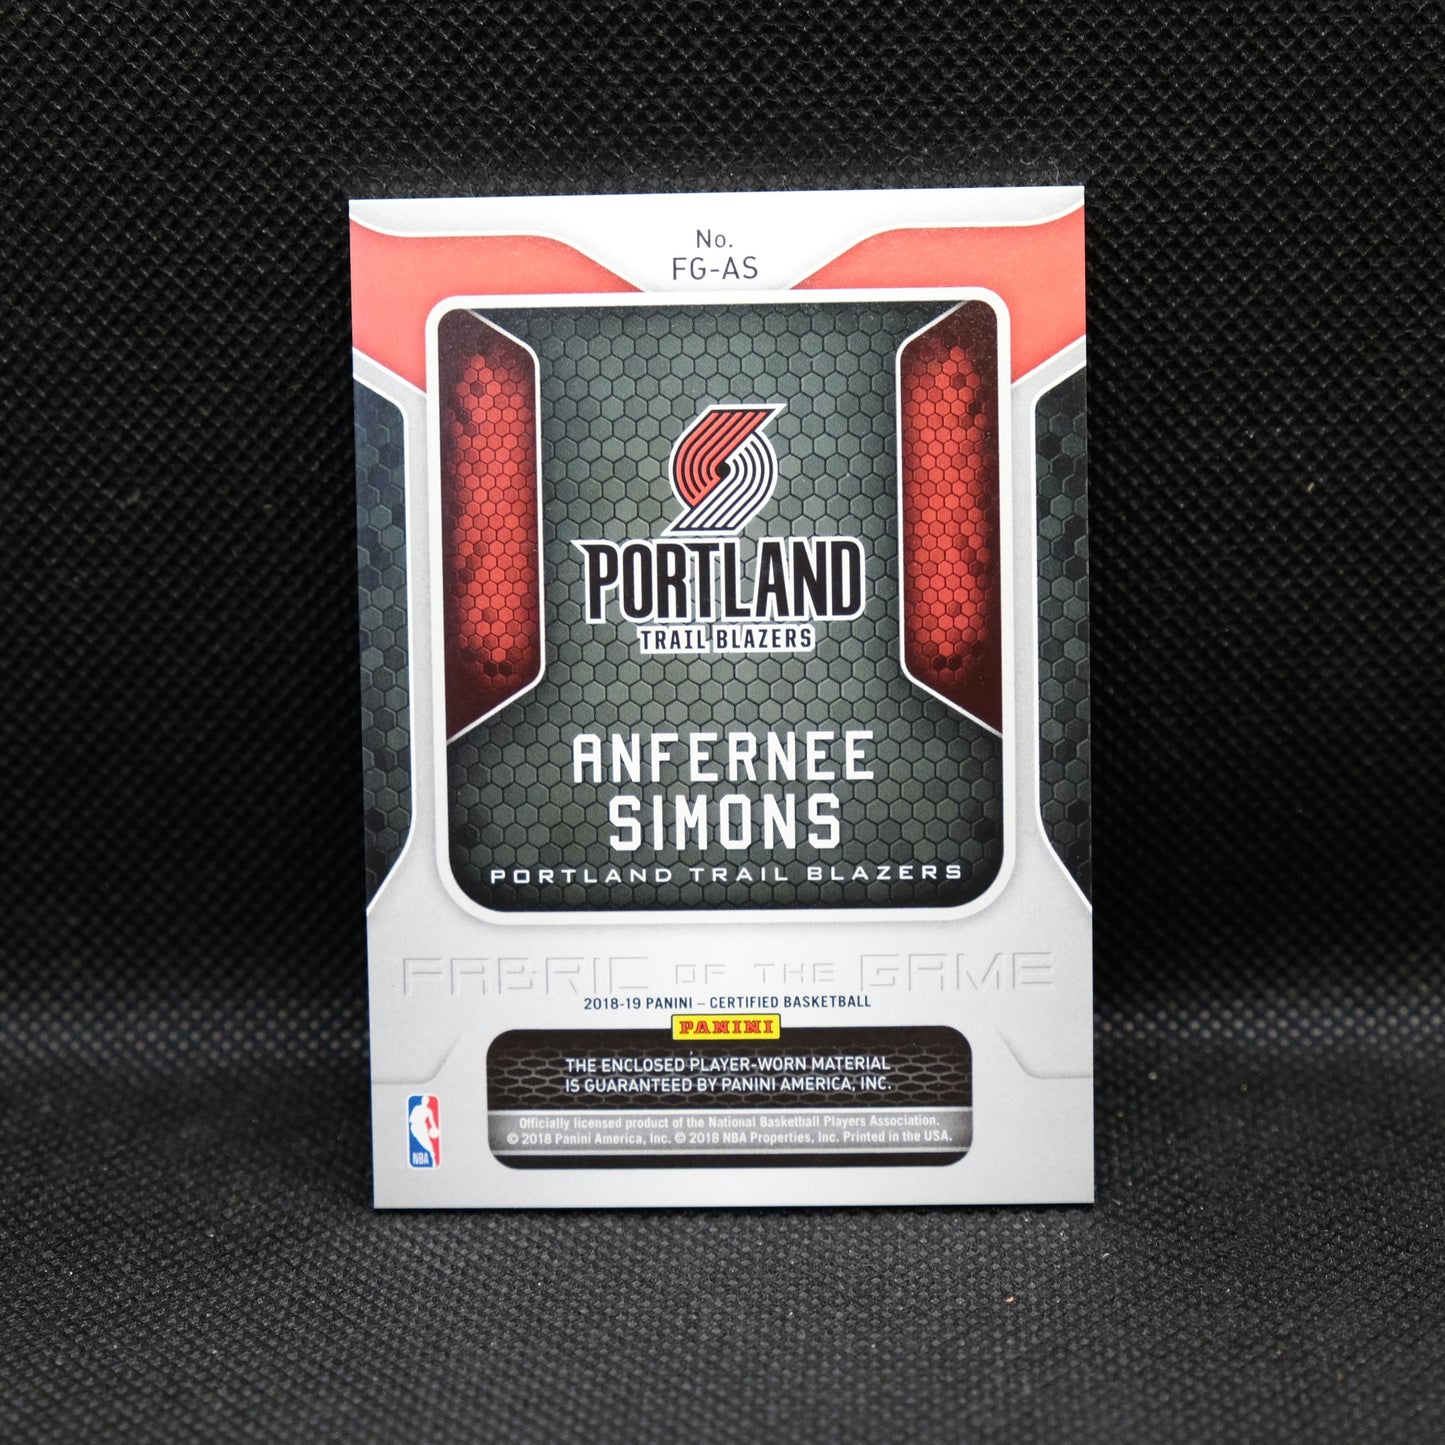 No.
FG-AS
PORTLAND
TRAIL BLAZERS
ANFERNEE
SIMONS
PORTLAND TRAIL BLAZERS
FABRIC OF THE GAME
2018-19 PANINI – CERTIFIED BASKETBALL
PANINI
THE ENCLOSED PLAYER-WORN MATERIAL
IS GUARANTEED BY PANINI AMERICA, INC.
Officially licensed product of the National Basketball Players Association.
© 2018 Panini America, Inc. © 2018 NBA Properties, Inc. Printed in the USA.
NBA